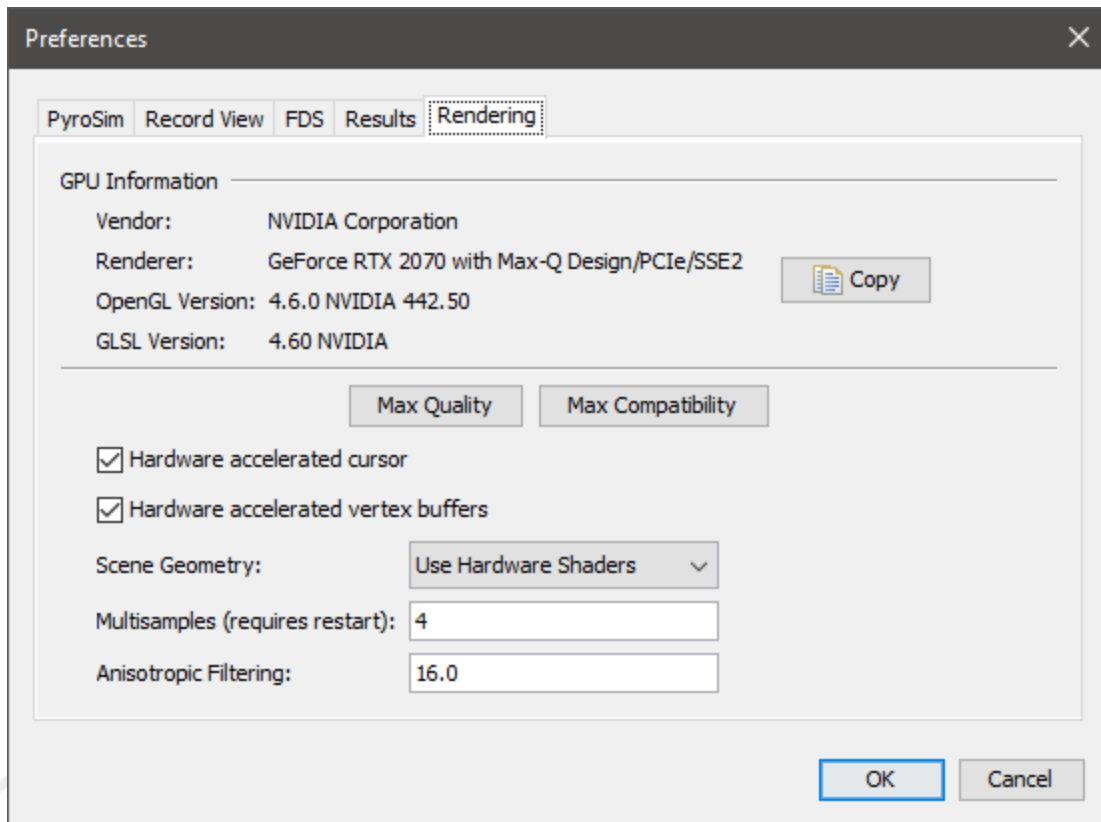 Preferences
PyroSim Record View FDS Results Rendering
GPU Information
Vendor: NVIDIA Corporation
Renderer: GeForce RTX 2070 with Max-Q Design/PCIe/SSE2
Copy
OpenGL Version: 4.6.0 NVIDIA 442.50
GLSL Version: 4.60 NVIDIA
Max Quality Max Compatibility
Hardware accelerated cursor
Hardware accelerated vertex buffers
Scene Geometry: Use Hardware Shaders
Multisamples (requires restart): 4
Anisotropic Filtering: 16.0
OK Cancel